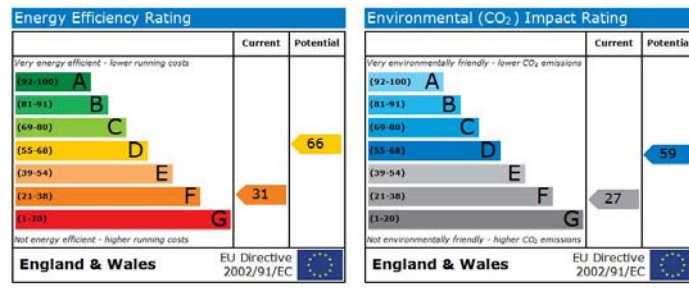 Energy Efficiency Rating
Current Potential
Very energy efficient - lower running costs
(92-100) A
(81-91) B
(69-80) C
(55-68) D
66
(39-54) E
(21-38) F
31
(1-20) G
Not energy efficient - higher running costs
England & Wales
EU Directive
2002/91/EC
Environmental (CO₂) Impact Rating
Current Potential
Very environmentally friendly - lower CO₂ emissions
(92-100) A
(81-91) B
(69-80) C
(55-68) D
59
(39-54) E
(21-38) F
27
(1-20) G
Not environmentally friendly - higher CO₂ emissions
England & Wales
EU Directive
2002/91/EC